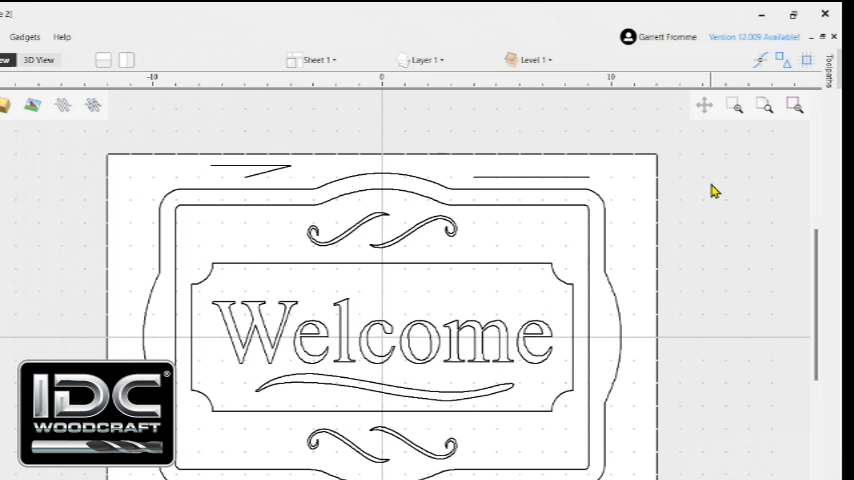 2]
Gadgets Help
Garrett Fromme Version 12.009 Available!
ew 3D View Sheet 1 Layer 1 Level 1
Toolpaths
-10 0 10
Welcome
IDC®
WOODCRAFT